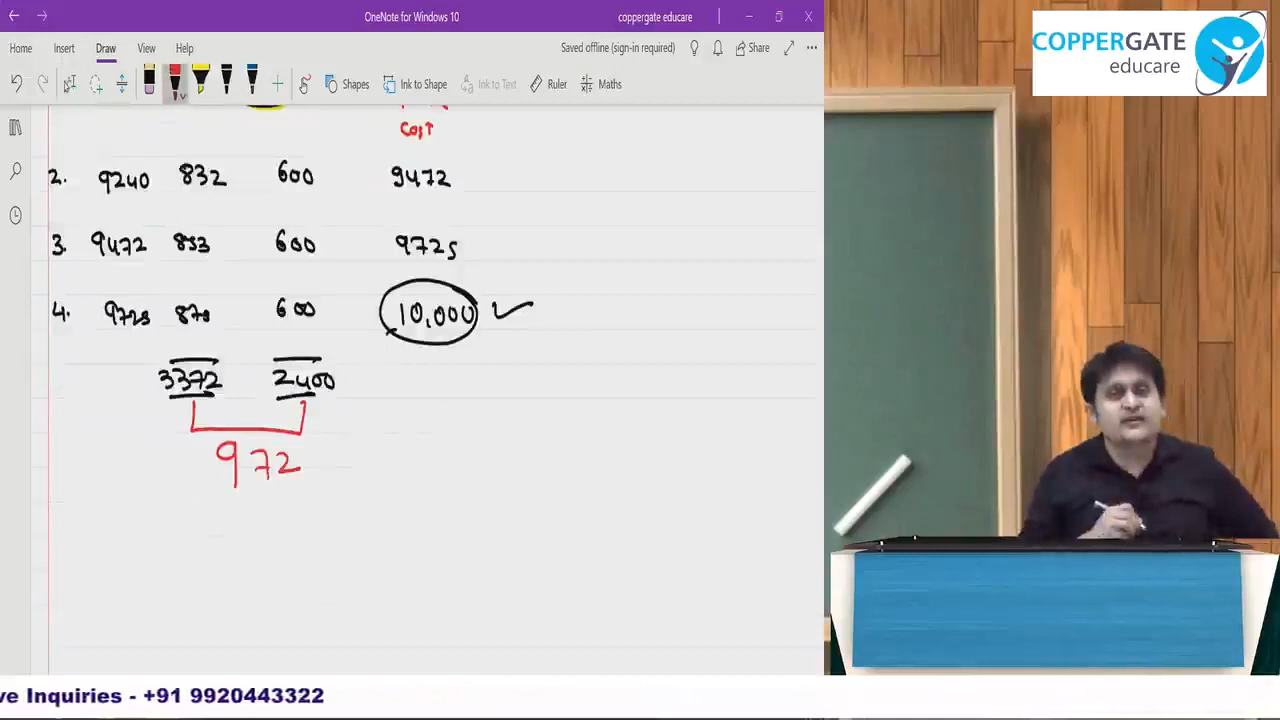 OneNote for Windows 10
coppergate educare
Home Insert Draw View Help
Saved offline (sign-in required)
Share
Shapes Ink to Shape Ink to Text Ruler Maths
COPPERGATE
educare
Cost
2. 9240 832 600 9472
3. 9472 853 600 9725
4. 9725 875 600 10,000
3372 2400
972
ve Inquiries - +91 9920443322